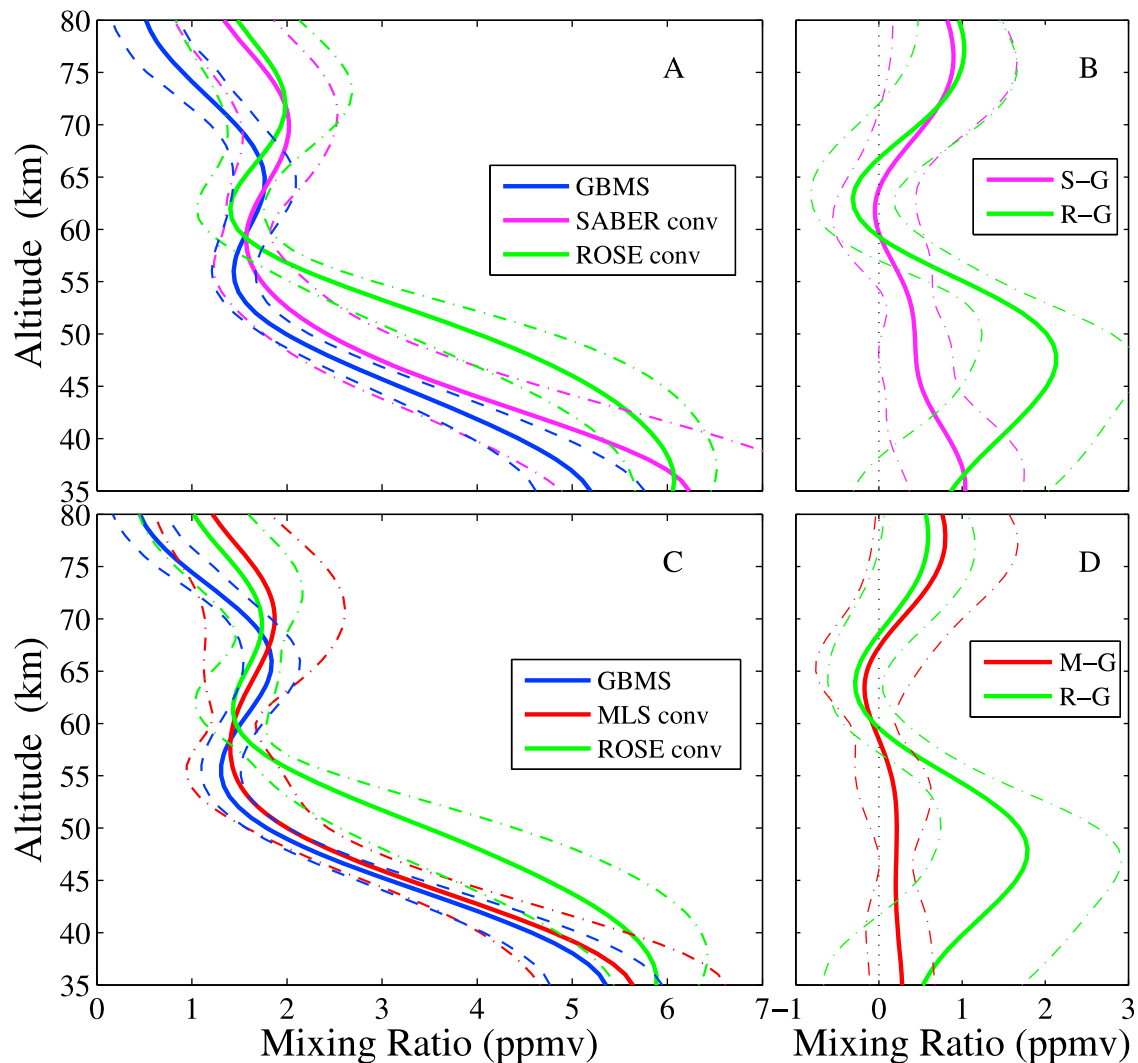 80
75
70
65
60
55
50
45
40
35
Altitude (km)
A
GBMS
SABER conv
ROSE conv
B
S–G
R–G
80
75
70
65
60
55
50
45
40
35
Altitude (km)
C
GBMS
MLS conv
ROSE conv
D
M–G
R–G
0 1 2 3 4 5 6 7
−1 0 1 2 3
Mixing Ratio (ppmv)
Mixing Ratio (ppmv)